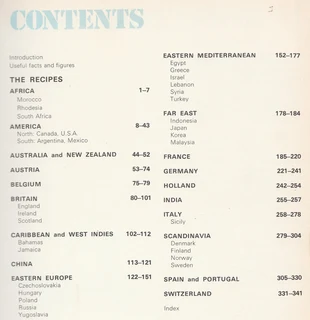 CONTENTS
Introduction
Useful facts and figures
THE RECIPES
AFRICA 1–7
Morocco
Rhodesia
South Africa
AMERICA 8–43
North: Canada, U.S.A.
South: Argentina, Mexico
AUSTRALIA and NEW ZEALAND 44–52
AUSTRIA 53–74
BELGIUM 75–79
BRITAIN 80–101
England
Ireland
Scotland
CARIBBEAN and WEST INDIES 102–112
Bahamas
Jamaica
CHINA 113–121
EASTERN EUROPE 122–151
Czechoslovakia
Hungary
Poland
Russia
Yugoslavia
EASTERN MEDITERRANEAN 152–177
Egypt
Greece
Israel
Lebanon
Syria
Turkey
FAR EAST 178–184
Indonesia
Japan
Korea
Malaysia
FRANCE 185–220
GERMANY 221–241
HOLLAND 242–254
INDIA 255–257
ITALY 258–278
Sicily
SCANDINAVIA 279–304
Denmark
Finland
Norway
Sweden
SPAIN and PORTUGAL 305–330
SWITZERLAND 331–341
Index